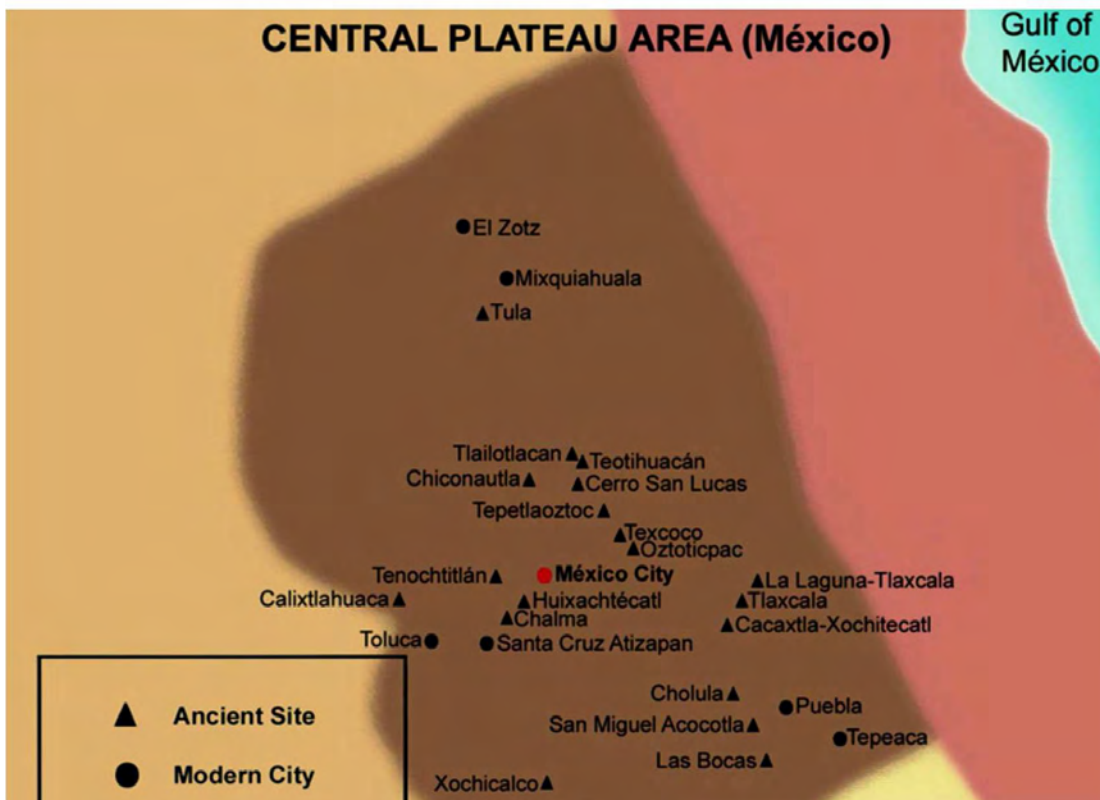 CENTRAL PLATEAU AREA (México)
Gulf of
México
El Zotz
Mixquiahuala
Tula
Tlailotlacan
Teotihuacán
Chiconautla
Cerro San Lucas
Tepetlaoztoc
Texcoco
Oztoticpac
Tenochtitlán
México City
La Laguna-Tlaxcala
Calixtlahuaca
Huixachtécatl
Tlaxcala
Chalma
Cacaxtla-Xochitecatl
Toluca
Santa Cruz Atizapan
Cholula
Puebla
San Miguel Acocotla
Tepeaca
Las Bocas
Xochicalco
Ancient Site
Modern City